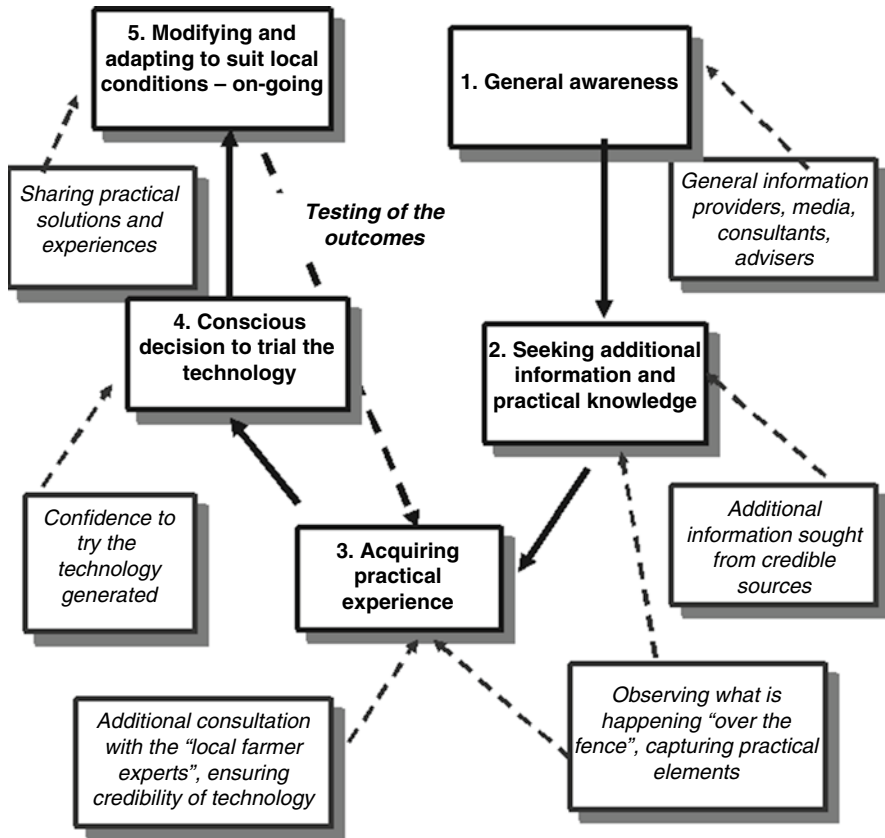 5. Modifying and
adapting to suit local
conditions – on-going
1. General awareness
Sharing practical
solutions and
experiences
Testing of the
outcomes
General information
providers, media,
consultants,
advisers
4. Conscious
decision to trial the
technology
2. Seeking additional
information and
practical knowledge
Confidence to
try the
technology
generated
3. Acquiring
practical
experience
Additional
information sought
from credible
sources
Additional consultation
with the “local farmer
experts”, ensuring
credibility of technology
Observing what is
happening “over the
fence”, capturing practical
elements